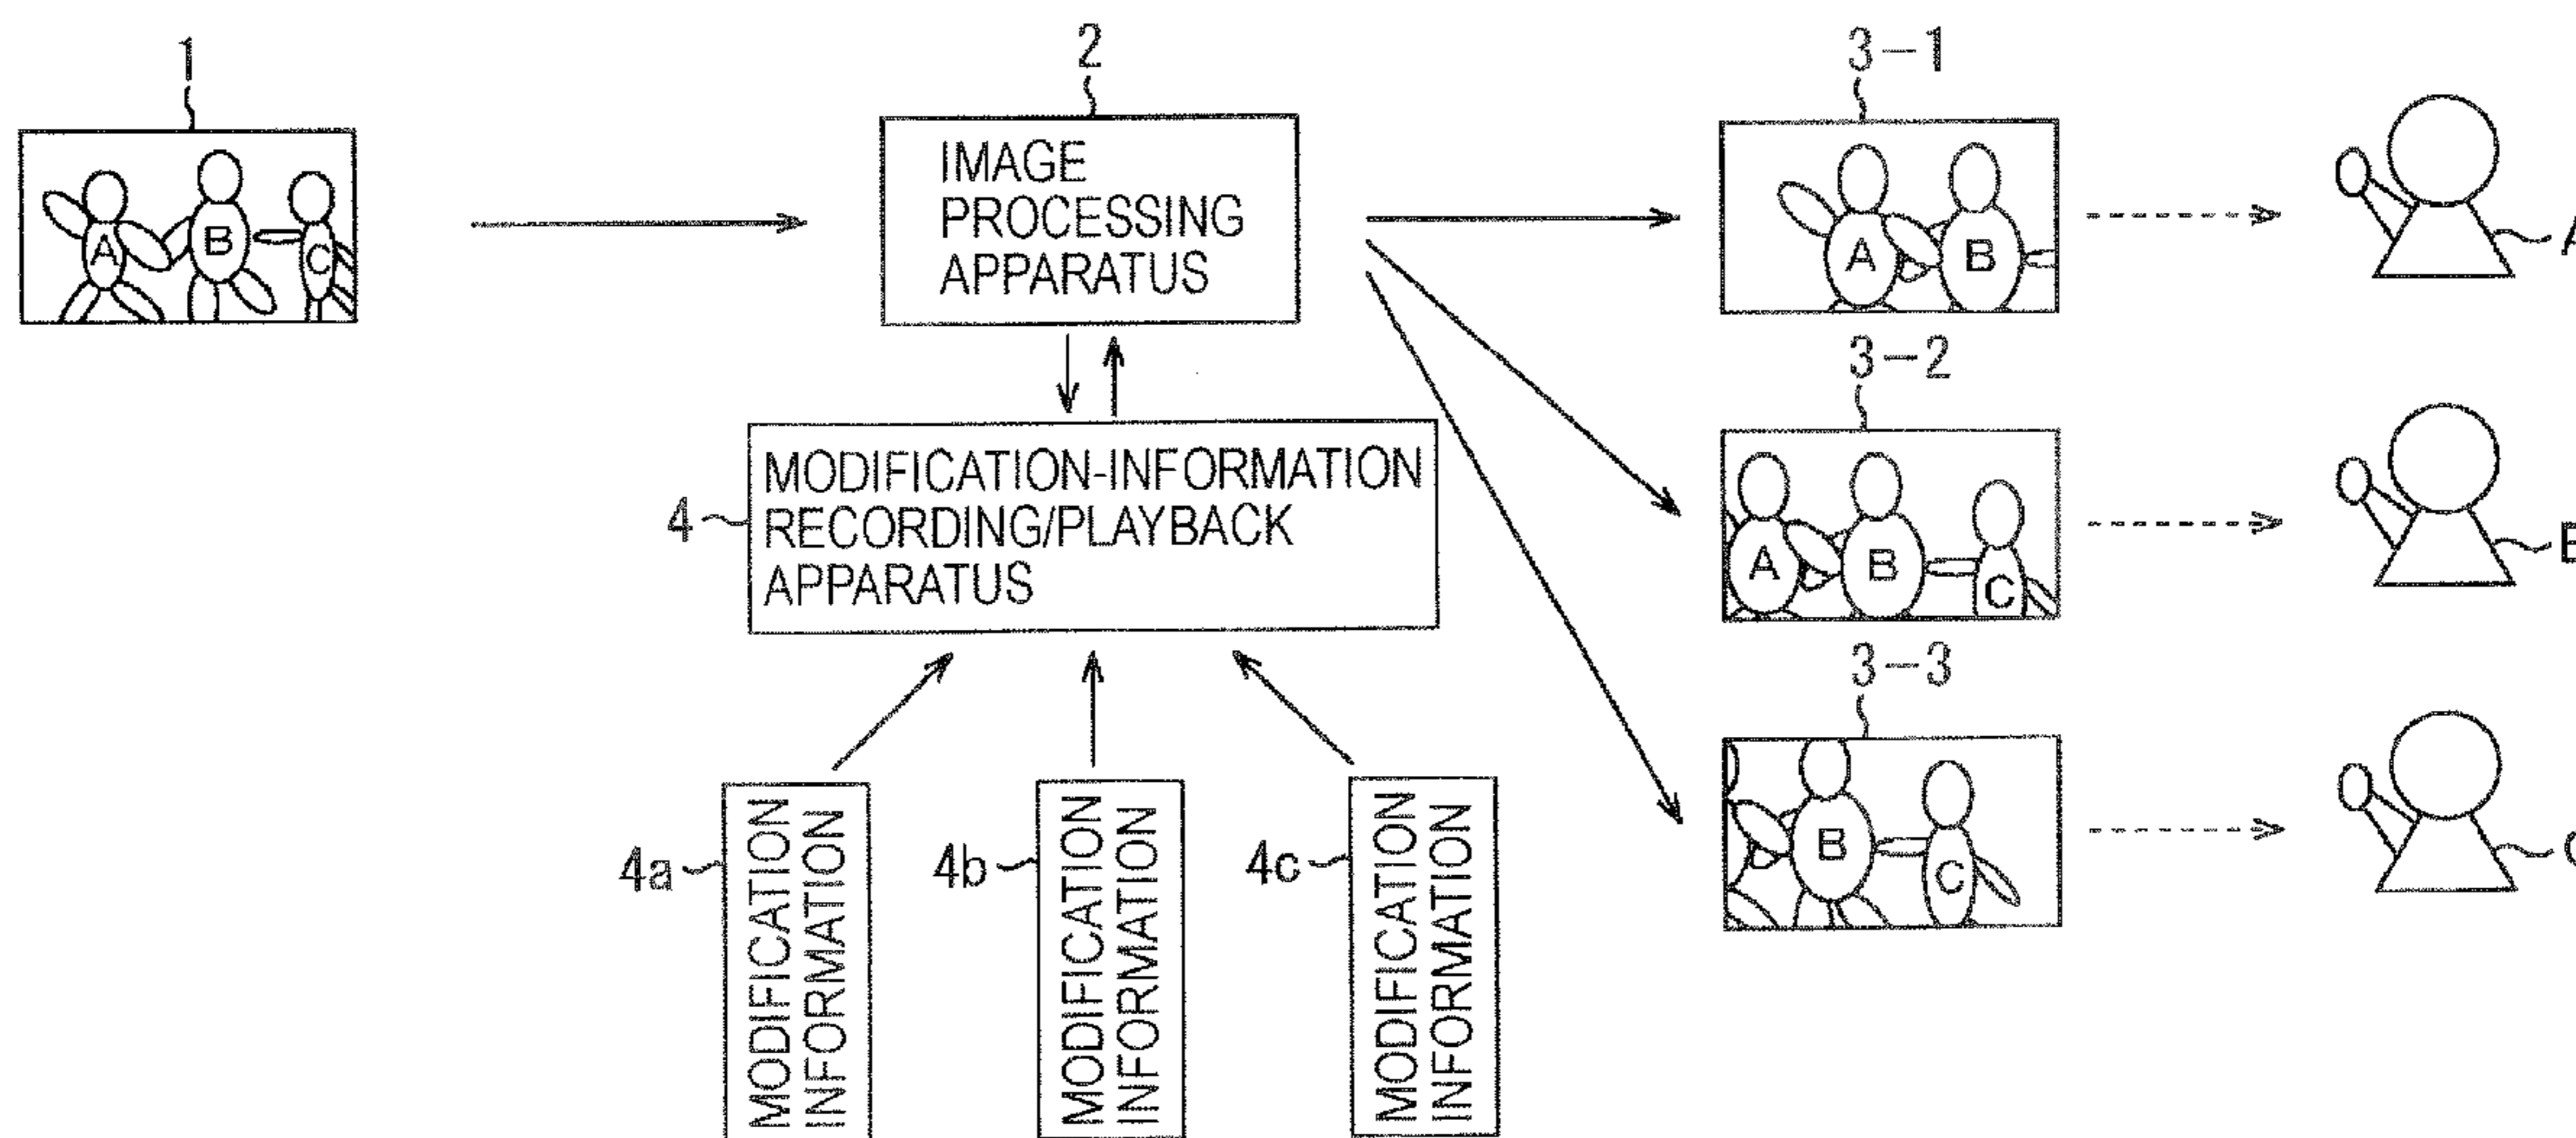 1
A B C
2
IMAGE
PROCESSING
APPARATUS
3-1
A B
A
3-2
A B C
3-3
B C
4
MODIFICATION-INFORMATION
RECORDING/PLAYBACK
APPARATUS
4a
MODIFICATION
INFORMATION
4b
MODIFICATION
INFORMATION
4c
MODIFICATION
INFORMATION